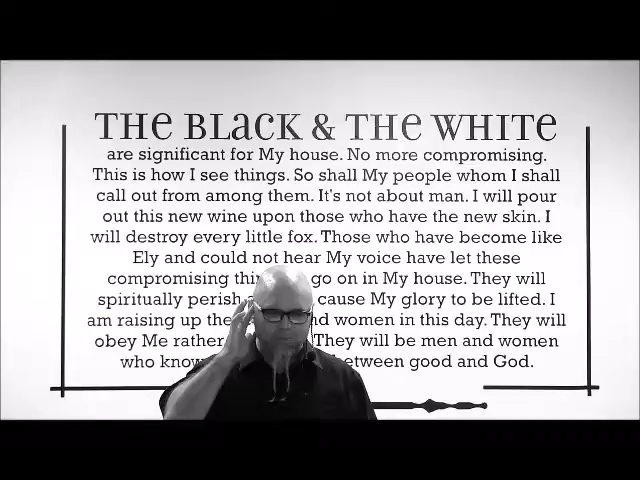 THE BLACK & THE WHITE
are significant for My house. No more compromising.
This is how I see things. So shall My people whom I shall
call out from among them. It's not about man. I will pour
out this new wine upon those who have the new skin. I
will destroy every little fox. Those who have become like
Ely and could not hear My voice have let these
compromising thi go on in My house. They will
spiritually perish cause My glory to be lifted. I
am raising up the nd women in this day. They will
obey Me rather They will be men and women
who know between good and God.